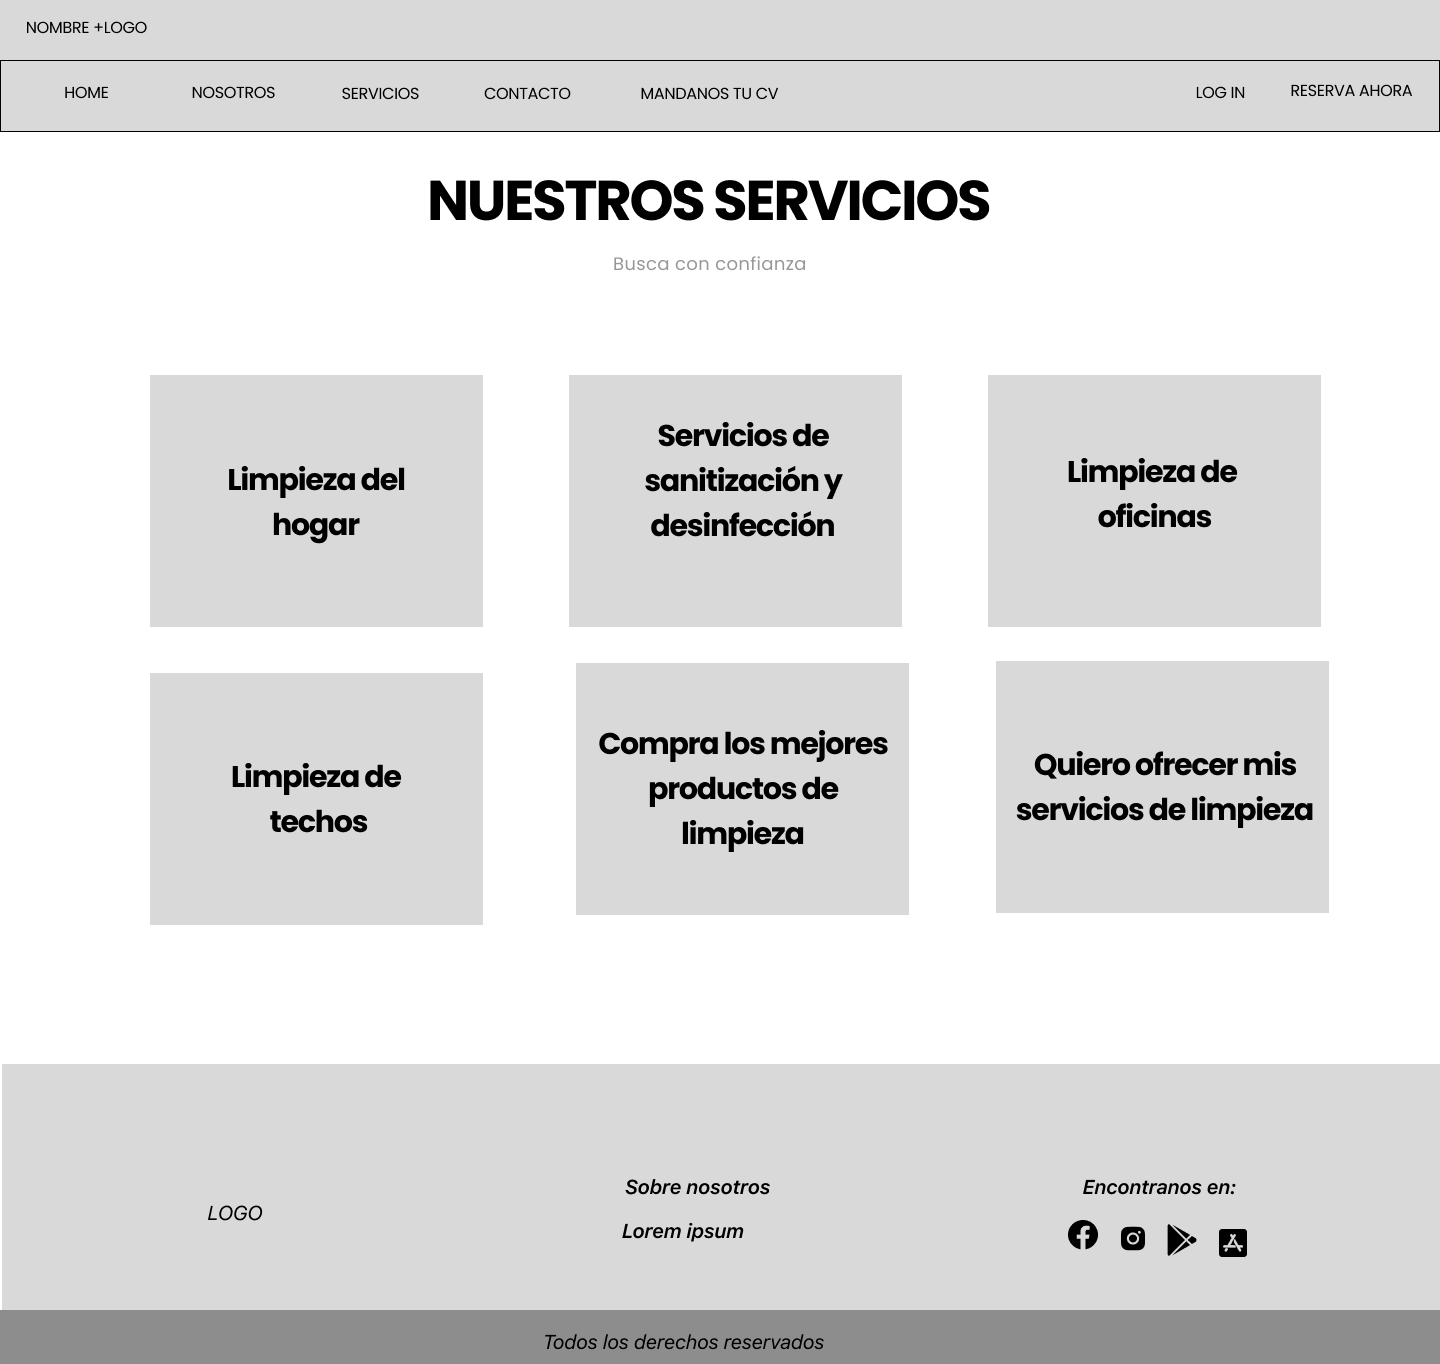 NOMBRE +LOGO
HOME
NOSOTROS
SERVICIOS
CONTACTO
MANDANOS TU CV
LOG IN
RESERVA AHORA
NUESTROS SERVICIOS
Busca con confianza
Limpieza del
hogar
Servicios de
sanitización y
desinfección
Limpieza de
oficinas
Limpieza de
techos
Compra los mejores
productos de
limpieza
Quiero ofrecer mis
servicios de limpieza
LOGO
Sobre nosotros
Lorem ipsum
Encontranos en:
Todos los derechos reservados